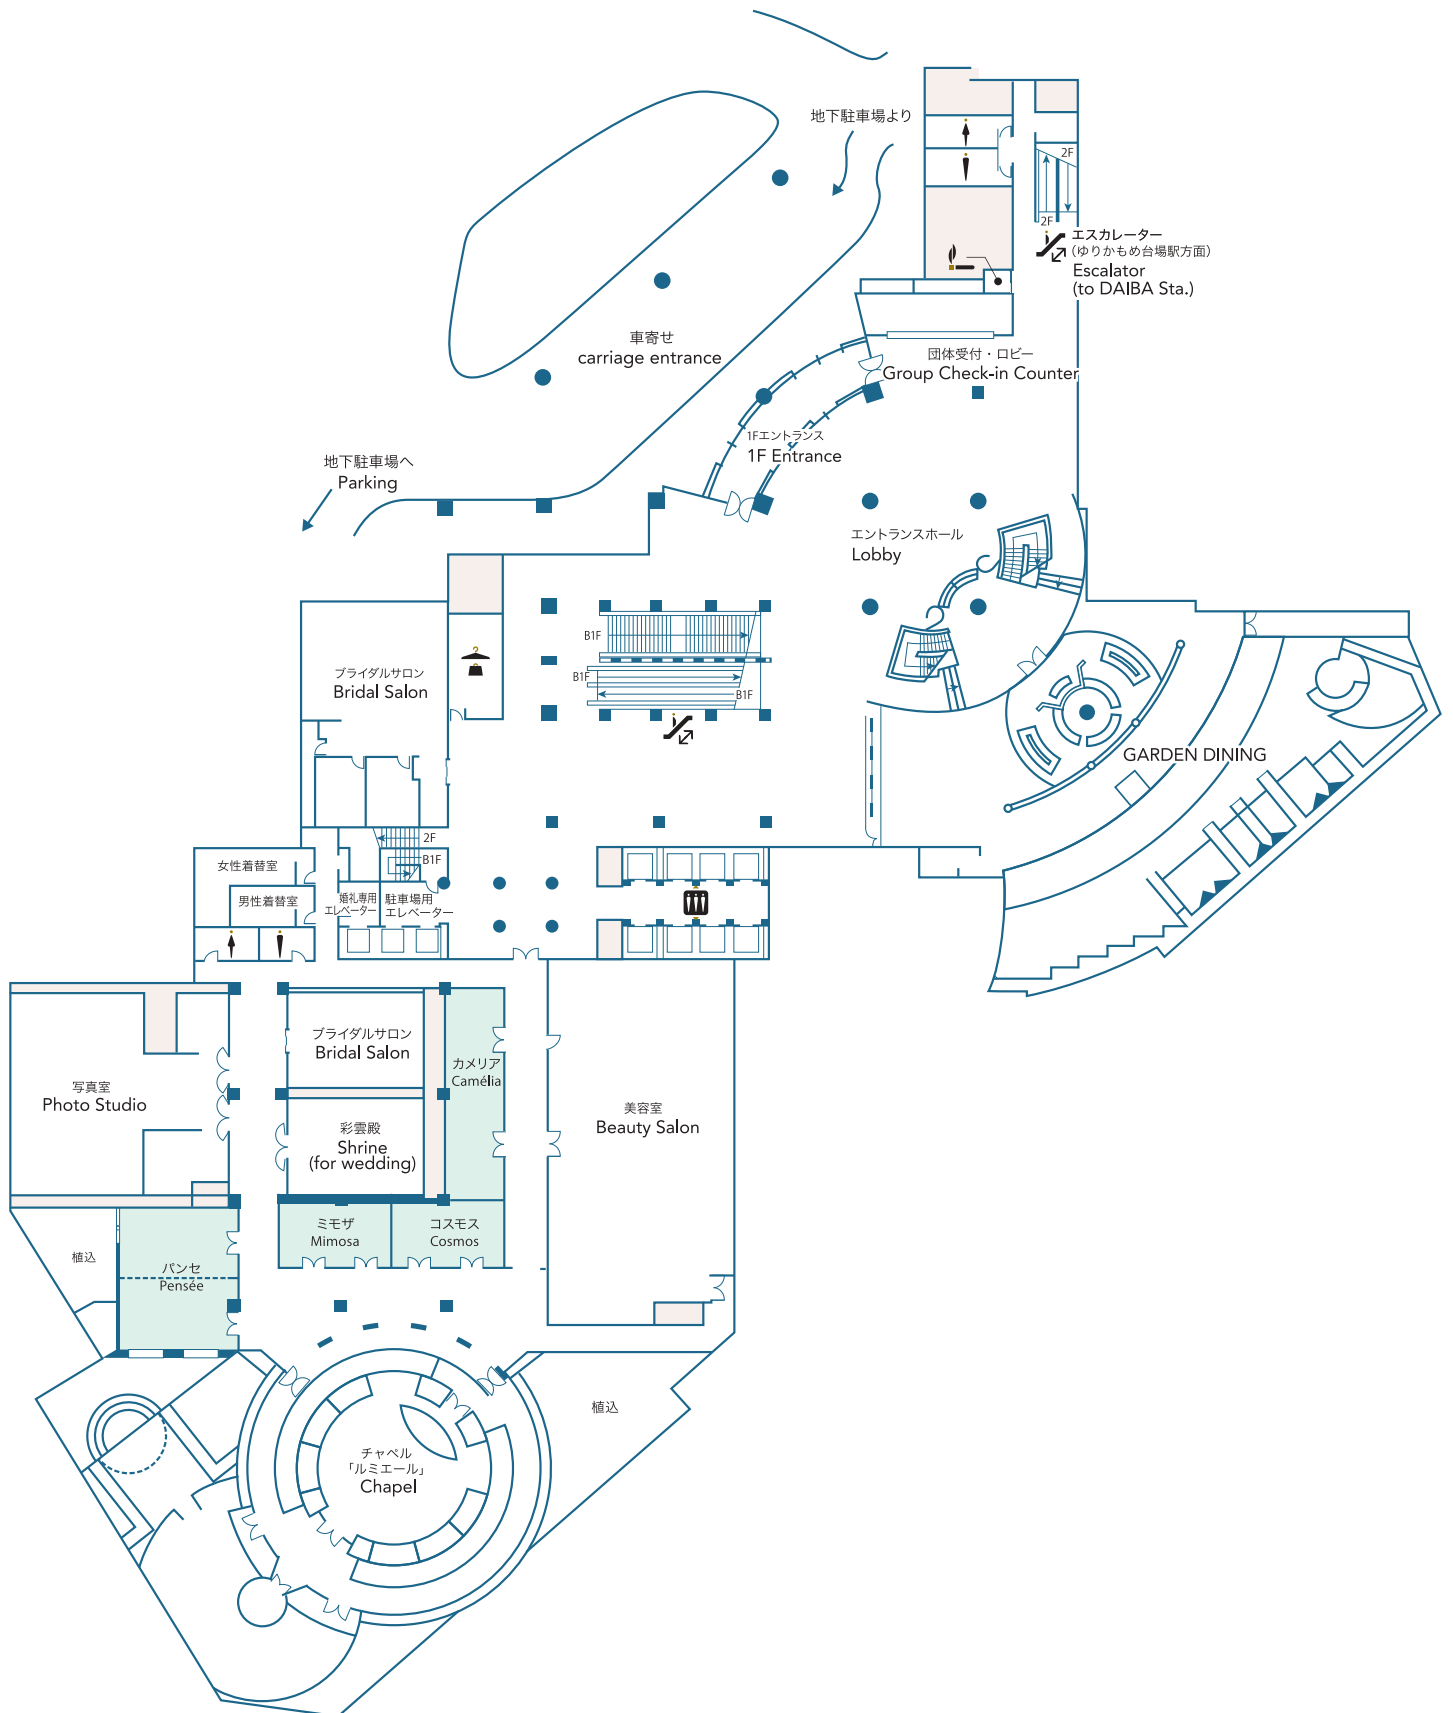 地下駐車場より
2F
2F
エスカレーター
（ゆりかもめ台場駅方面）
Escalator
(to DAIBA Sta.)
車寄せ
carriage entrance
団体受付・ロビー
Group Check-in Counter
1Fエントランス
1F Entrance
地下駐車場へ
Parking
エントランスホール
Lobby
B1F
B1F
B1F
ブライダルサロン
Bridal Salon
GARDEN DINING
2F
B1F
女性着替室
男性着替室
婚礼専用
エレベーター
駐車場用
エレベーター
ブライダルサロン
Bridal Salon
カメリア
Camélia
写真室
Photo Studio
彩雲殿
Shrine
(for wedding)
美容室
Beauty Salon
ミモザ
Mimosa
コスモス
Cosmos
植込
パンセ
Pensée
植込
チャペル
「ルミエール」
Chapel